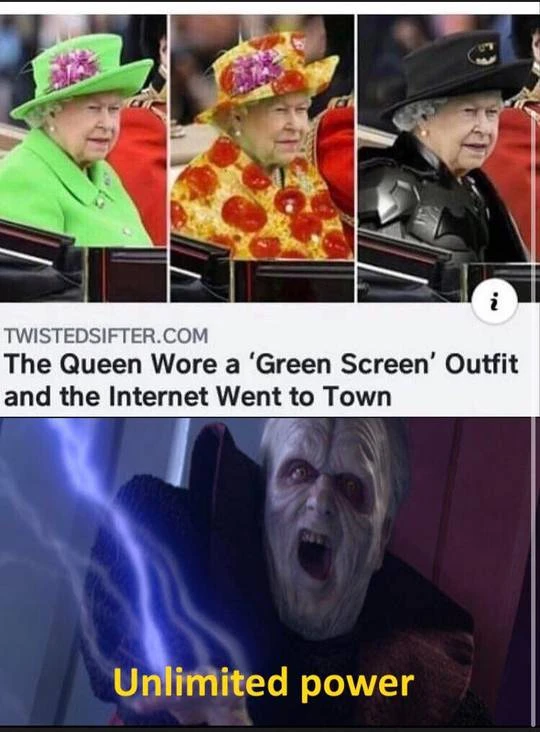 i
TWISTEDSIFTER.COM
The Queen Wore a 'Green Screen' Outfit
and the Internet Went to Town
Unlimited power